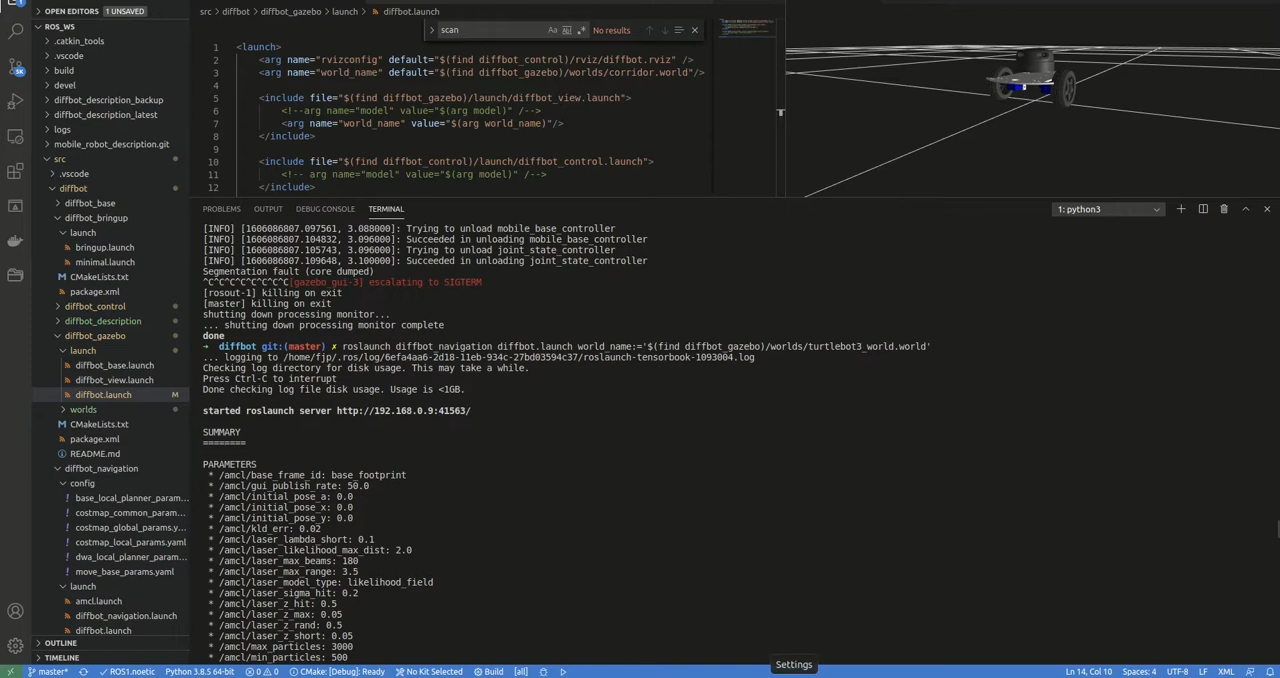 OPEN EDITORS 1 UNSAVED
ROS_WS
.catkin_tools
.vscode
build
devel
diffbot_description_backup
diffbot_description_latest
logs
mobile_robot_description.git
src
.vscode
diffbot
diffbot_base
diffbot_bringup
launch
bringup.launch
minimal.launch
CMakeLists.txt
package.xml
diffbot_control
diffbot_description
diffbot_gazebo
launch
diffbot_base.launch
diffbot_view.launch
diffbot.launch M
worlds
CMakeLists.txt
package.xml
README.md
diffbot_navigation
config
base_local_planner_param...
costmap_common_param...
costmap_global_params.y...
costmap_local_params.yaml
dwa_local_planner_param...
move_base_params.yaml
launch
amcl.launch
diffbot_navigation.launch
diffbot.launch
OUTLINE
TIMELINE
5K
src > diffbot > diffbot_gazebo > launch > diffbot.launch
scan Aa No results
1 <launch>
2 <arg name="rvizconfig" default="$(find diffbot_control)/rviz/diffbot.rviz" />
3 <arg name="world_name" default="$(find diffbot_gazebo)/worlds/corridor.world"/>
4
5 <include file="$(find diffbot_gazebo)/launch/diffbot_view.launch">
6 <!--arg name="model" value="$(arg model)" /-->
7 <arg name="world_name" value="$(arg world_name)"/>
8 </include>
9
10 <include file="$(find diffbot_control)/launch/diffbot_control.launch">
11 <!-- arg name="model" value="$(arg model)" /-->
12 </include>
PROBLEMS OUTPUT DEBUG CONSOLE TERMINAL 1: python3
[INFO] [1606086807.097561, 3.088000]: Trying to unload mobile_base_controller
[INFO] [1606086807.104832, 3.096000]: Succeeded in unloading mobile_base_controller
[INFO] [1606086807.105743, 3.096000]: Trying to unload joint_state_controller
[INFO] [1606086807.109648, 3.100000]: Succeeded in unloading joint_state_controller
Segmentation fault (core dumped)
^C^C^C^C^C^C^C^C[gazebo_gui-3] escalating to SIGTERM
[rosout-1] killing on exit
[master] killing on exit
shutting down processing monitor...
... shutting down processing monitor complete
done
➜ diffbot git:(master) ✗ roslaunch diffbot_navigation diffbot.launch world_name:='$(find diffbot_gazebo)/worlds/turtlebot3_world.world'
... logging to /home/fjp/.ros/log/6efa4aa6-2d18-11eb-934c-27bd03594c37/roslaunch-tensorbook-1093004.log
Checking log directory for disk usage. This may take a while.
Press Ctrl-C to interrupt
Done checking log file disk usage. Usage is <1GB.
started roslaunch server http://192.168.0.9:41563/
SUMMARY
========
PARAMETERS
* /amcl/base_frame_id: base_footprint
* /amcl/gui_publish_rate: 50.0
* /amcl/initial_pose_a: 0.0
* /amcl/initial_pose_x: 0.0
* /amcl/initial_pose_y: 0.0
* /amcl/kld_err: 0.02
* /amcl/laser_lambda_short: 0.1
* /amcl/laser_likelihood_max_dist: 2.0
* /amcl/laser_max_beams: 180
* /amcl/laser_max_range: 3.5
* /amcl/laser_model_type: likelihood_field
* /amcl/laser_sigma_hit: 0.2
* /amcl/laser_z_hit: 0.5
* /amcl/laser_z_max: 0.05
* /amcl/laser_z_rand: 0.5
* /amcl/laser_z_short: 0.05
* /amcl/max_particles: 3000
* /amcl/min_particles: 500
Settings
master* ROS1.noetic Python 3.8.5 64-bit 0 0 CMake: [Debug]: Ready No Kit Selected Build [all] Ln 14, Col 10 Spaces: 4 UTF-8 LF XML